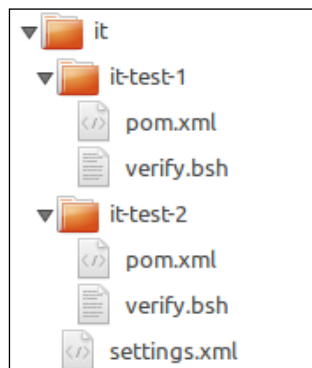 it
it-test-1
pom.xml
verify.bsh
it-test-2
pom.xml
verify.bsh
settings.xml